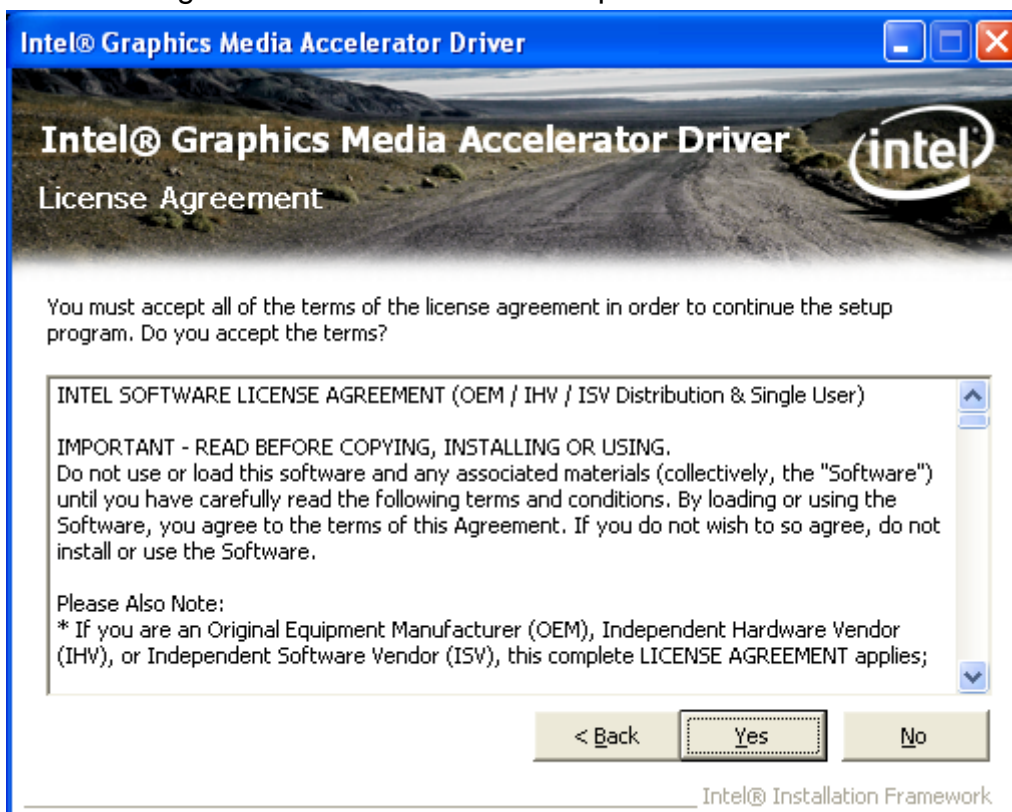 Intel® Graphics Media Accelerator Driver
Intel® Graphics Media Accelerator Driver
intel
License Agreement
You must accept all of the terms of the license agreement in order to continue the setup
program. Do you accept the terms?
INTEL SOFTWARE LICENSE AGREEMENT (OEM / IHV / ISV Distribution & Single User)
IMPORTANT - READ BEFORE COPYING, INSTALLING OR USING.
Do not use or load this software and any associated materials (collectively, the "Software")
until you have carefully read the following terms and conditions. By loading or using the
Software, you agree to the terms of this Agreement. If you do not wish to so agree, do not
install or use the Software.
Please Also Note:
* If you are an Original Equipment Manufacturer (OEM), Independent Hardware Vendor
(IHV), or Independent Software Vendor (ISV), this complete LICENSE AGREEMENT applies;
< Back Yes No
Intel® Installation Framework